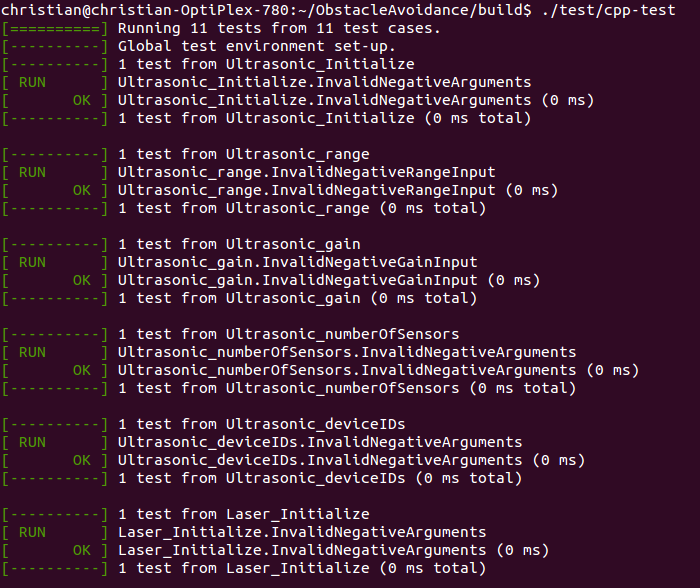 christian@christian-OptiPlex-780:~/ObstacleAvoidance/build$ ./test/cpp-test
[==========] Running 11 tests from 11 test cases.
[----------] Global test environment set-up.
[----------] 1 test from Ultrasonic_Initialize
[ RUN      ] Ultrasonic_Initialize.InvalidNegativeArguments
[       OK ] Ultrasonic_Initialize.InvalidNegativeArguments (0 ms)
[----------] 1 test from Ultrasonic_Initialize (0 ms total)

[----------] 1 test from Ultrasonic_range
[ RUN      ] Ultrasonic_range.InvalidNegativeRangeInput
[       OK ] Ultrasonic_range.InvalidNegativeRangeInput (0 ms)
[----------] 1 test from Ultrasonic_range (0 ms total)

[----------] 1 test from Ultrasonic_gain
[ RUN      ] Ultrasonic_gain.InvalidNegativeGainInput
[       OK ] Ultrasonic_gain.InvalidNegativeGainInput (0 ms)
[----------] 1 test from Ultrasonic_gain (0 ms total)

[----------] 1 test from Ultrasonic_numberOfSensors
[ RUN      ] Ultrasonic_numberOfSensors.InvalidNegativeArguments
[       OK ] Ultrasonic_numberOfSensors.InvalidNegativeArguments (0 ms)
[----------] 1 test from Ultrasonic_numberOfSensors (0 ms total)

[----------] 1 test from Ultrasonic_deviceIDs
[ RUN      ] Ultrasonic_deviceIDs.InvalidNegativeArguments
[       OK ] Ultrasonic_deviceIDs.InvalidNegativeArguments (0 ms)
[----------] 1 test from Ultrasonic_deviceIDs (0 ms total)

[----------] 1 test from Laser_Initialize
[ RUN      ] Laser_Initialize.InvalidNegativeArguments
[       OK ] Laser_Initialize.InvalidNegativeArguments (0 ms)
[----------] 1 test from Laser_Initialize (0 ms total)